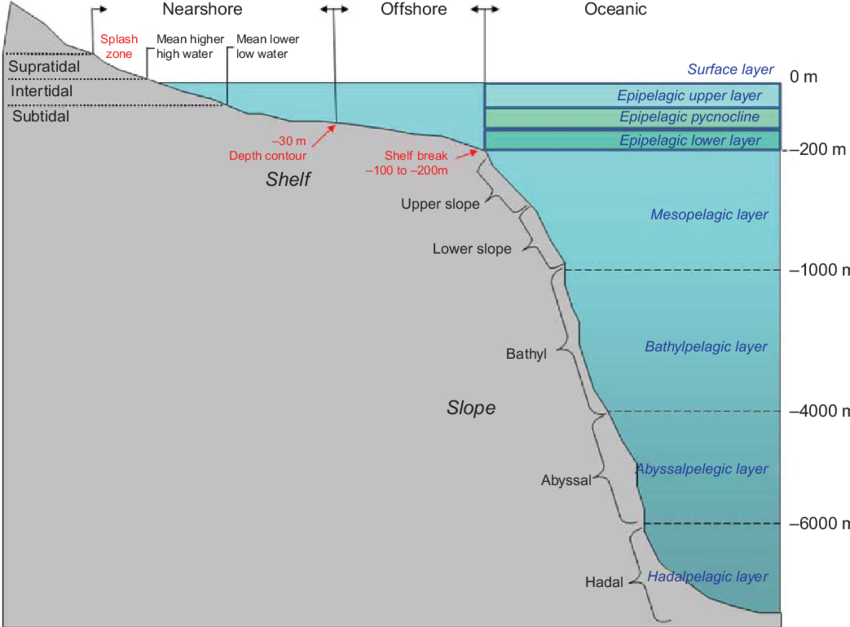 Nearshore
Offshore
Oceanic
Splash
zone
Mean higher
high water
Mean lower
low water
Surface layer
0 m
Supratidal
Intertidal
Subtidal
Epipelagic upper layer
Epipelagic pycnocline
Epipelagic lower layer
–30 m
Depth contour
Shelf break
–100 to –200m
–200 m
Shelf
Upper slope
Mesopelagic layer
Lower slope
–1000 m
Bathyl
Bathylpelagic layer
Slope
–4000 m
Abyssal
Abyssalpelegic layer
–6000 m
Hadal
Hadalpelagic layer